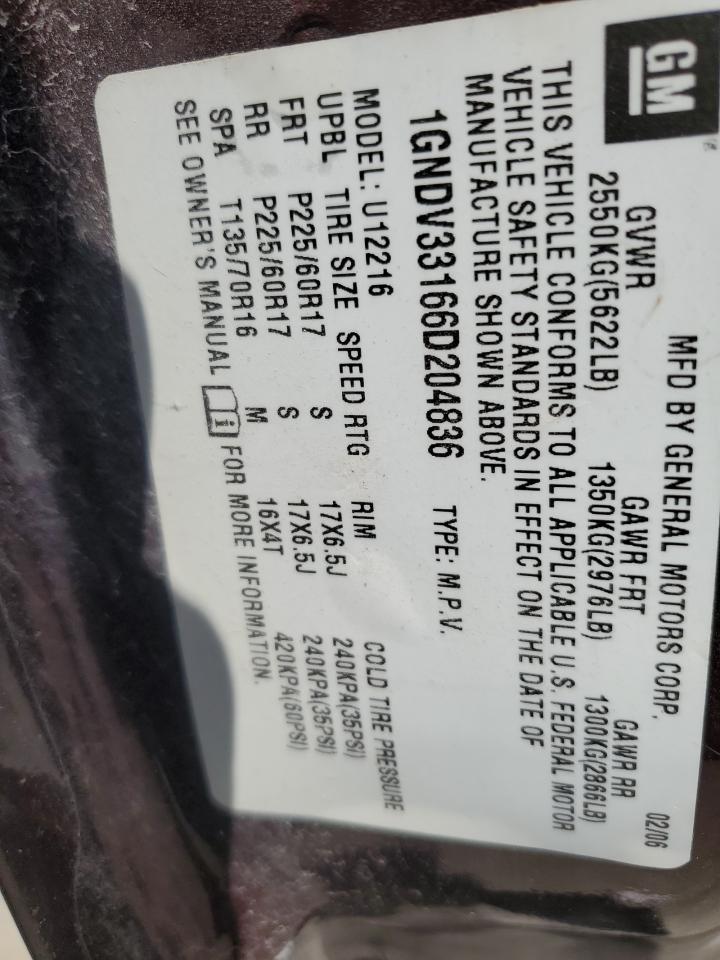 GM
MFD BY GENERAL MOTORS CORP. 02/06
GVWR GAWR FRT GAWR RR
2550KG(5622LB) 1350KG(2976LB) 1300KG(2866LB)
THIS VEHICLE CONFORMS TO ALL APPLICABLE U.S. FEDERAL MOTOR
VEHICLE SAFETY STANDARDS IN EFFECT ON THE DATE OF
MANUFACTURE SHOWN ABOVE.
1GNDV33166D204836 TYPE: M.P.V.
MODEL: U12216
UPBL TIRE SIZE SPEED RTG RIM COLD TIRE PRESSURE
FRT P225/60R17 S 17X6.5J 240KPA(35PSI)
RR P225/60R17 S 17X6.5J 240KPA(35PSI)
SPA T135/70R16 M 16X4T 420KPA(60PSI)
SEE OWNER'S MANUAL i FOR MORE INFORMATION.